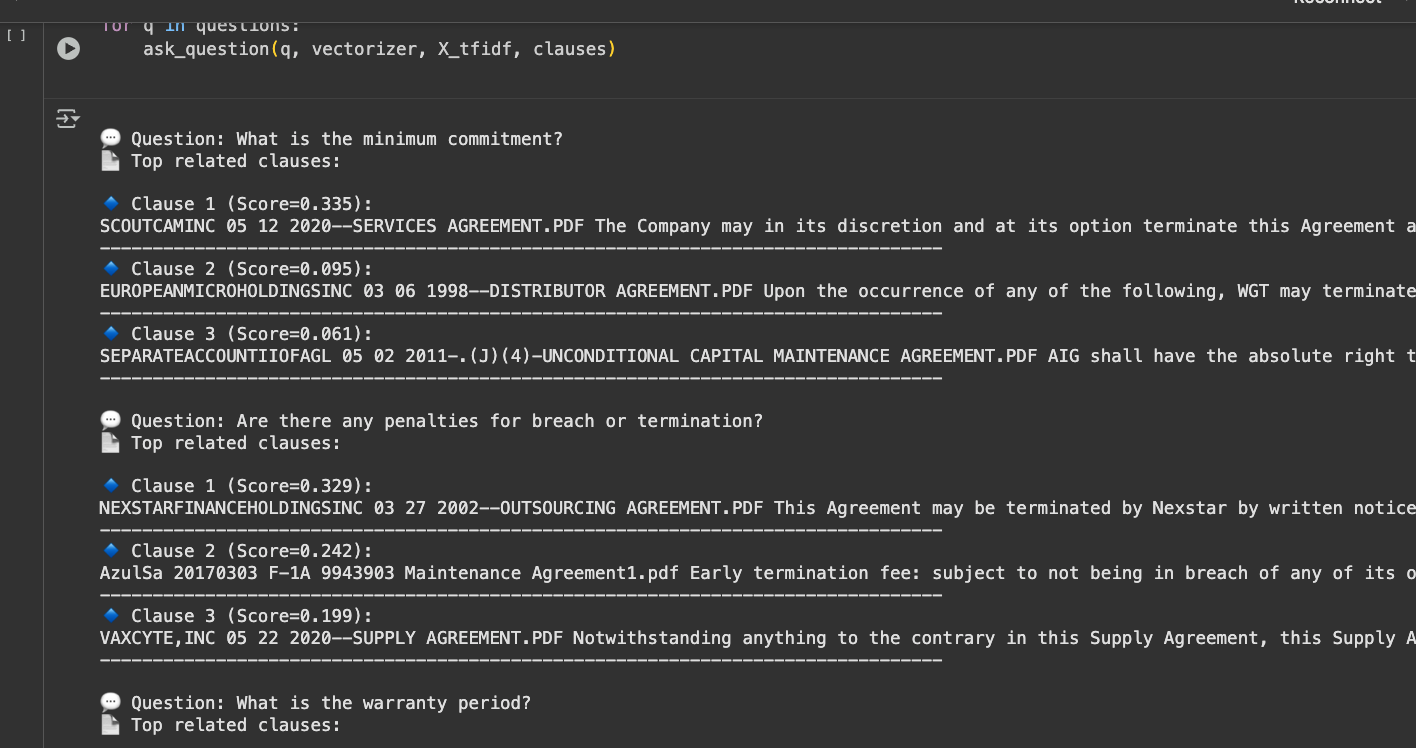 Reconnect
[ ]
for q in questions:
ask_question(q, vectorizer, X_tfidf, clauses)
💬 Question: What is the minimum commitment?
📄 Top related clauses:
🔹 Clause 1 (Score=0.335):
SCOUTCAMINC 05 12 2020--SERVICES AGREEMENT.PDF The Company may in its discretion and at its option terminate this Agreement a
--------------------------------------------------------------------------------
🔹 Clause 2 (Score=0.095):
EUROPEANMICROHOLDINGSINC 03 06 1998--DISTRIBUTOR AGREEMENT.PDF Upon the occurrence of any of the following, WGT may terminate
--------------------------------------------------------------------------------
🔹 Clause 3 (Score=0.061):
SEPARATEACCOUNTIIOFAGL 05 02 2011-.(J)(4)-UNCONDITIONAL CAPITAL MAINTENANCE AGREEMENT.PDF AIG shall have the absolute right t
--------------------------------------------------------------------------------
💬 Question: Are there any penalties for breach or termination?
📄 Top related clauses:
🔹 Clause 1 (Score=0.329):
NEXSTARFINANCEHOLDINGSINC 03 27 2002--OUTSOURCING AGREEMENT.PDF This Agreement may be terminated by Nexstar by written notice
--------------------------------------------------------------------------------
🔹 Clause 2 (Score=0.242):
AzulSa 20170303 F-1A 9943903 Maintenance Agreement1.pdf Early termination fee: subject to not being in breach of any of its o
--------------------------------------------------------------------------------
🔹 Clause 3 (Score=0.199):
VAXCYTE,INC 05 22 2020--SUPPLY AGREEMENT.PDF Notwithstanding anything to the contrary in this Supply Agreement, this Supply A
--------------------------------------------------------------------------------
💬 Question: What is the warranty period?
📄 Top related clauses: